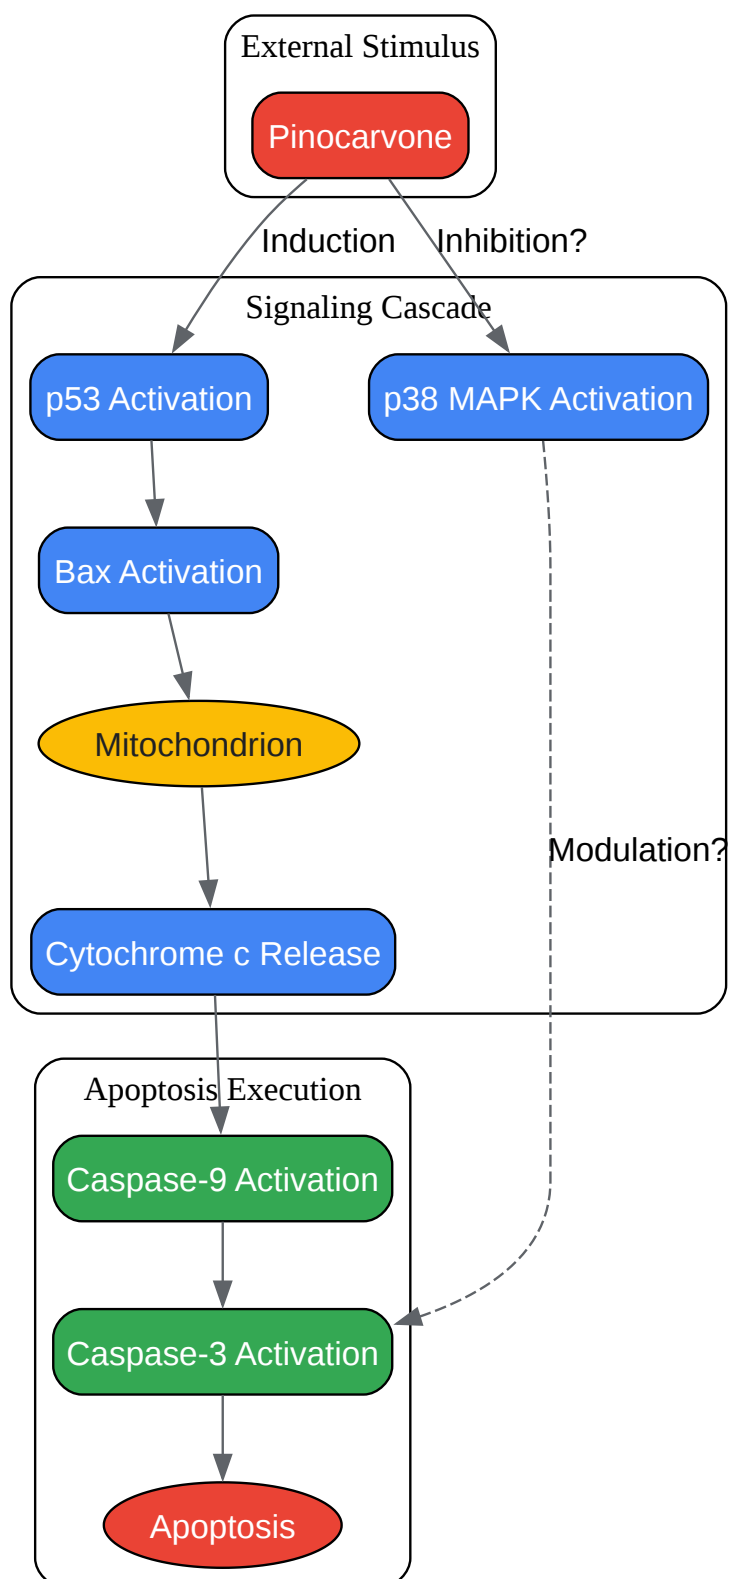 External Stimulus
Pinocarvone
Induction
Inhibition?
Signaling Cascade
p53 Activation
p38 MAPK Activation
Bax Activation
Mitochondrion
Modulation?
Cytochrome c Release
Apoptosis Execution
Caspase-9 Activation
Caspase-3 Activation
Apoptosis